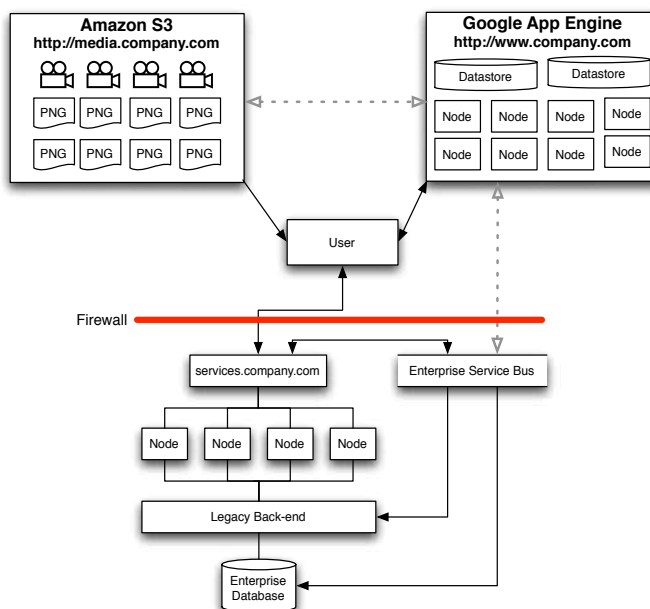 Amazon S3
http://media.company.com
PNG PNG PNG PNG
PNG PNG PNG PNG
Google App Engine
http://www.company.com
Datastore Datastore
Node Node Node Node
Node Node Node Node
User
Firewall
services.company.com
Enterprise Service Bus
Node Node Node Node
Legacy Back-end
Enterprise
Database